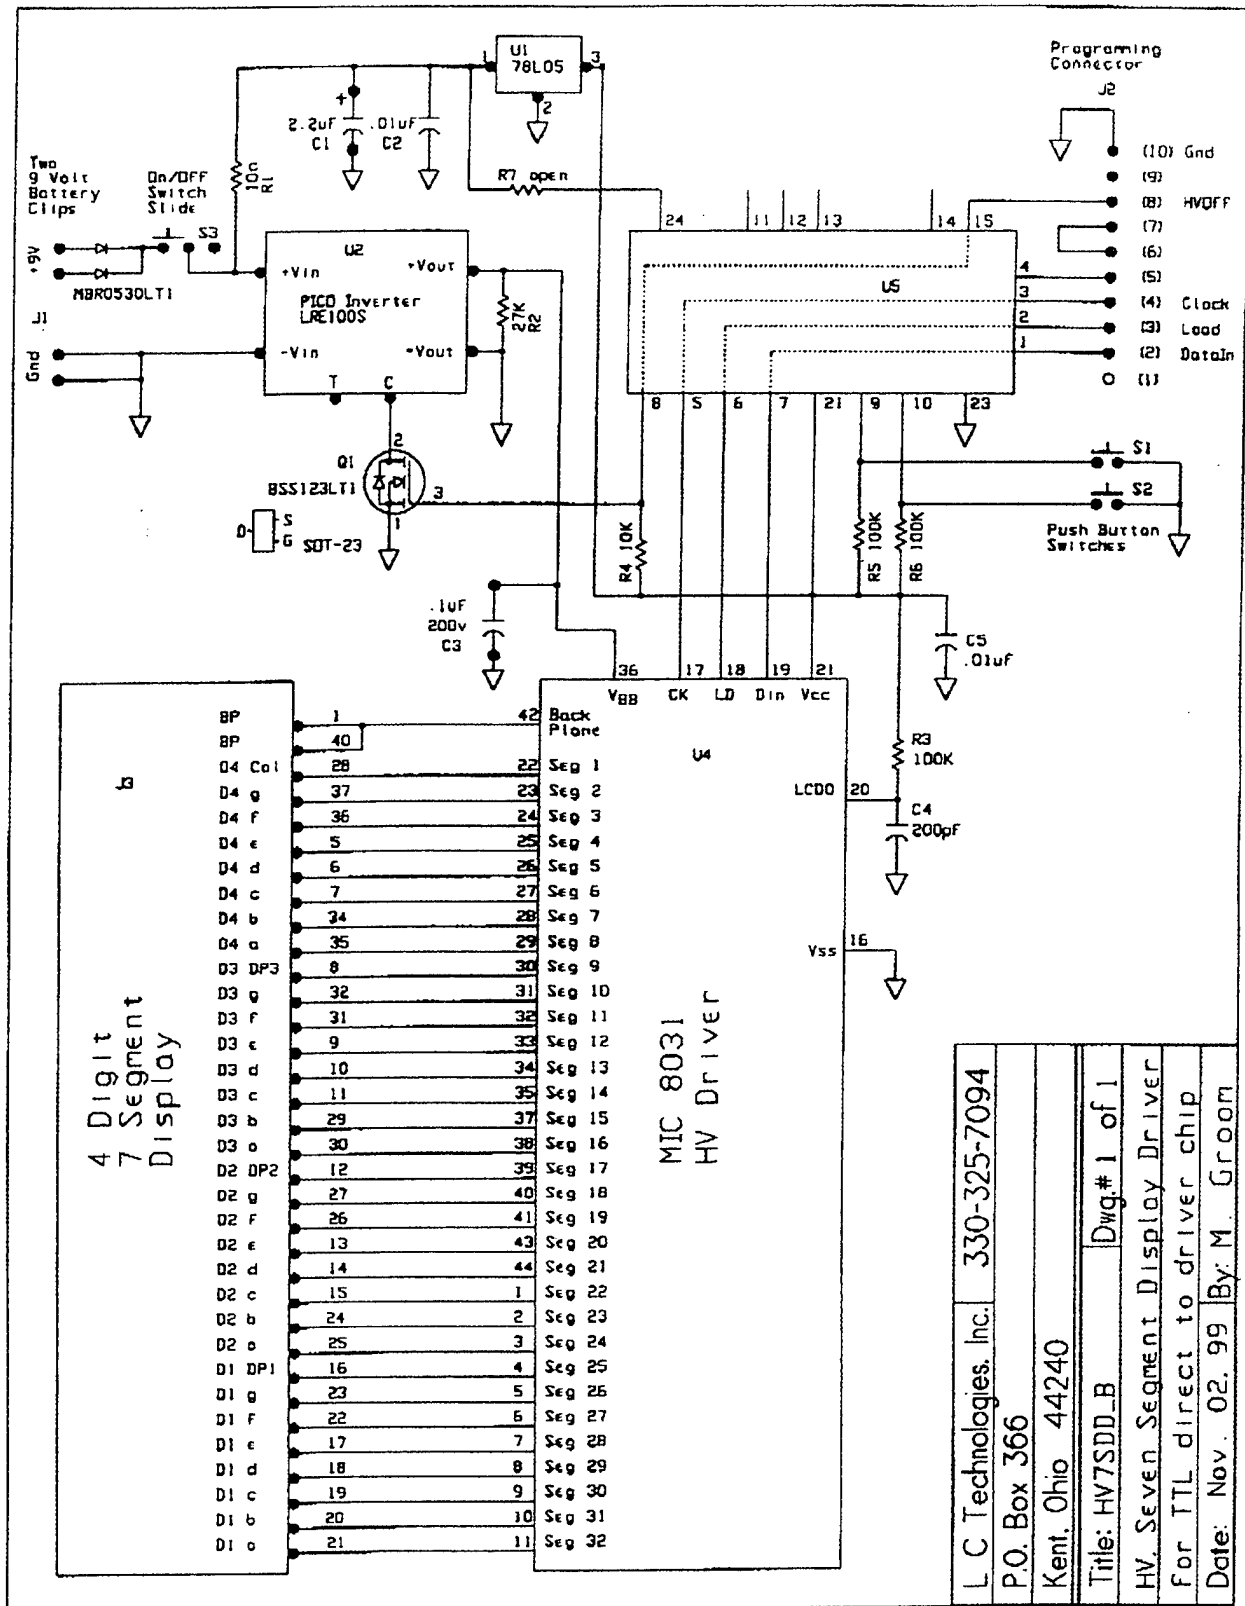 U1
78L05
1
3
2
2.2uF
C1
+
.01uF
C2
Programing
Connector
J2
(10) Gnd
(9)
(8) HVOFF
(7)
(6)
(5)
(4) Clock
(3) Load
(2) DataIn
(1)
Two
9 Volt
Battery
Clips
On/OFF
Switch
Slide
S3
R1
R7 open
+9V
MBR0530LT1
J1
Gnd
U2
+Vin
+Vout
PICO Inverter
LRE100S
-Vin
-Vout
T
C
27K
R2
24
11
12
13
14
15
U5
4
3
2
1
8
5
6
7
21
9
10
23
Q1
BSS123LT1
2
3
1
D
S
G
SOT-23
R4 10K
R5 100K
R6 100K
S1
S2
Push Button
Switches
.1uF
200v
C3
C5
.01uF
36
17
18
19
21
VBB
CK
LD
Din
Vcc
R3
100K
LCD0 20
C4
200pF
Vss 16
U4
MIC 8031
HV Driver
J3
4 Digit
7 Segment
Display
BP 1 42 Back Plane
BP 40
D4 Col 28 22 Seg 1
D4 g 37 23 Seg 2
D4 f 36 24 Seg 3
D4 e 5 25 Seg 4
D4 d 6 26 Seg 5
D4 c 7 27 Seg 6
D4 b 34 28 Seg 7
D4 a 35 29 Seg 8
D3 DP3 8 30 Seg 9
D3 g 32 31 Seg 10
D3 f 31 32 Seg 11
D3 e 9 33 Seg 12
D3 d 10 34 Seg 13
D3 c 11 35 Seg 14
D3 b 29 37 Seg 15
D3 a 30 38 Seg 16
D2 DP2 12 39 Seg 17
D2 g 27 40 Seg 18
D2 F 26 41 Seg 19
D2 e 13 43 Seg 20
D2 d 14 44 Seg 21
D2 c 15 1 Seg 22
D2 b 24 2 Seg 23
D2 a 25 3 Seg 24
D1 DP1 16 4 Seg 25
D1 g 23 5 Seg 26
D1 F 22 6 Seg 27
D1 e 17 7 Seg 28
D1 d 18 8 Seg 29
D1 c 19 9 Seg 30
D1 b 20 10 Seg 31
D1 a 21 11 Seg 32
L C Technologies, Inc. 330-325-7094
P.O. Box 366
Kent, Ohio 44240
Title: HV7SDD_B Dwg.# 1 of 1
HV. Seven Segment Display Driver
For TTL direct to driver chip
Date: Nov. 02. 99 By: M. Groom